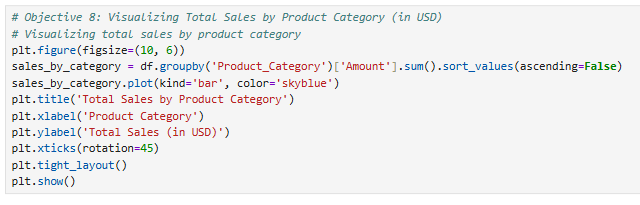 # Objective 8: Visualizing Total Sales by Product Category (in USD)
# Visualizing total sales by product category
plt.figure(figsize=(10, 6))
sales_by_category = df.groupby('Product_Category')['Amount'].sum().sort_values(ascending=False)
sales_by_category.plot(kind='bar', color='skyblue')
plt.title('Total Sales by Product Category')
plt.xlabel('Product Category')
plt.ylabel('Total Sales (in USD)')
plt.xticks(rotation=45)
plt.tight_layout()
plt.show()